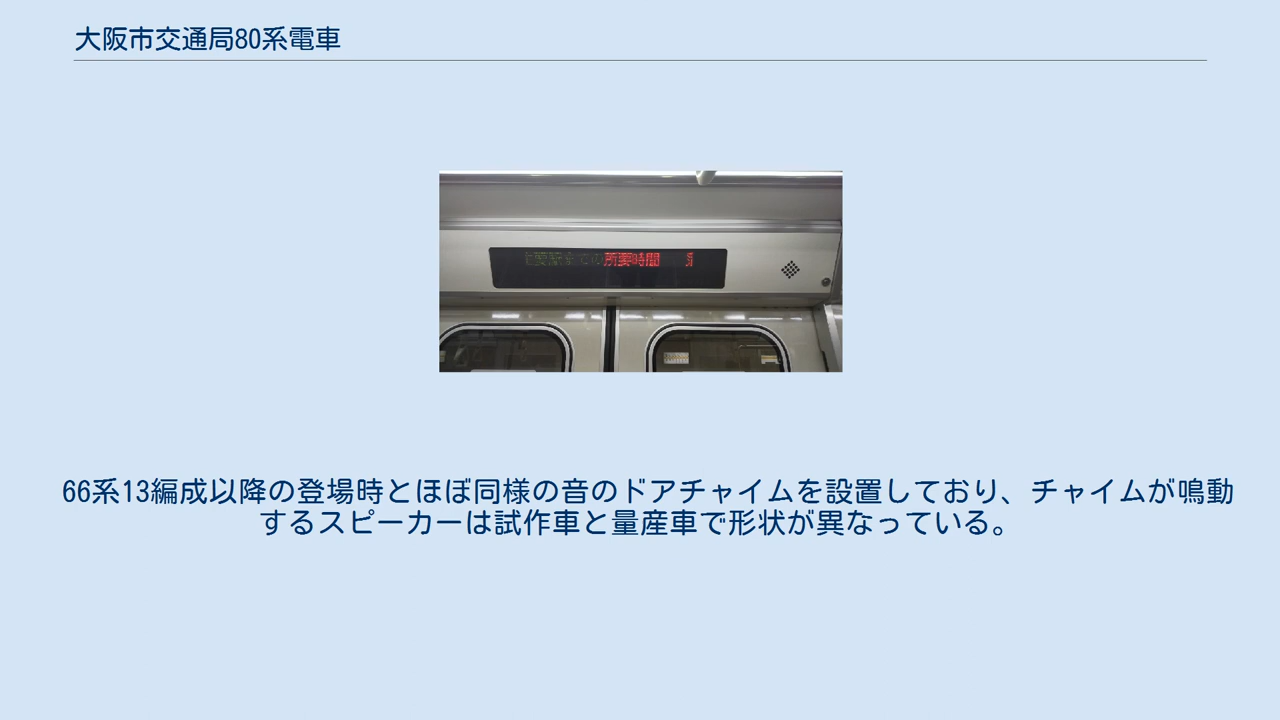 大阪市交通局80系電車
所要時間
66系13編成以降の登場時とほぼ同様の音のドアチャイムを設置しており、チャイムが鳴動
するスピーカーは試作車と量産車で形状が異なっている。